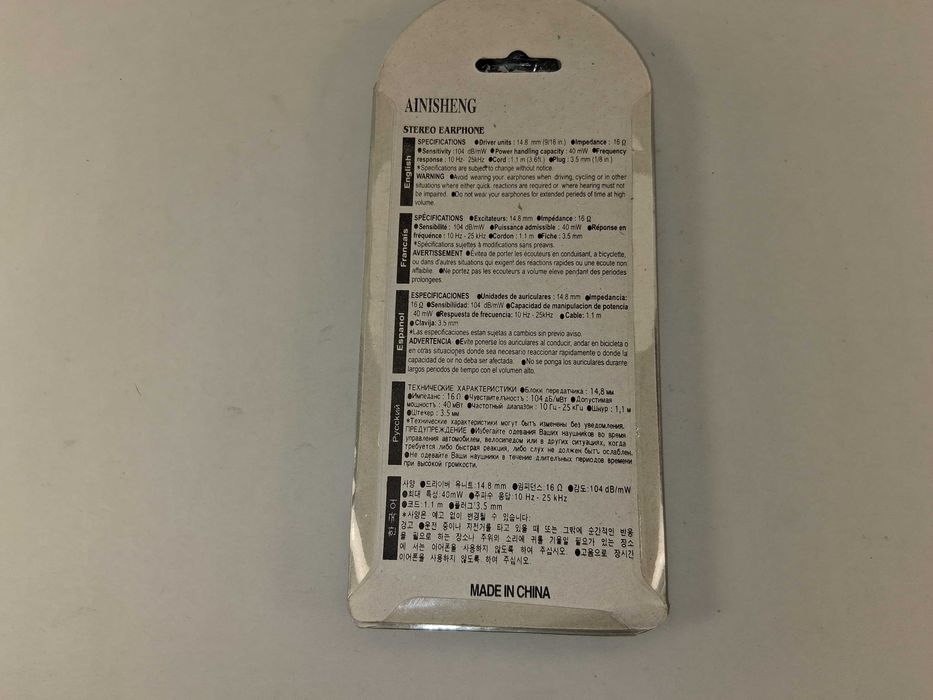 AINISHENG
STEREO EARPHONE
English
SPECIFICATIONS ●Driver units : 14.8 mm (9/16 in.) ●Impedance : 16 Ω
●Sensitivity :104 dB/mW ●Power handling capacity : 40 mW ●Frequency
response : 10 Hz- 25kHz ●Cord : 1.1 m (3.6ft ) ●Plug : 3.5 mm (1/8 in )
*Specifications are subject to change without notice.
WARNING ●Avoid wearing your earphones when driving, cycling or in other
situations where either quick reactions are required or where hearing must not
be impaired. ●Do not wear your earphones for extended periods of time at high
volume.
Francais
SPÉCIFICATIONS ●Excitateurs: 14.8 mm ●Impédance : 16 Ω
●Sensibilité : 104 dB/mW ●Puissance admissible : 40 mW ●Réponse en
fréquence : 10 Hz - 25 kHz ●Cordon : 1.1 m ●Fiche : 3.5 mm
*Spécifications sujettes à modifications sans preavis.
AVERTISSEMENT ●Évitea de porter les écouteurs en conduisant, a bicyclette,
ou dans d'autres situations qui exigent des réactions rapides ou une ecoute non
affaiblie. ●Ne portez pas les ecouteurs a volume eleve pendant des periodes
prolongees.
Espanol
ESPECIFICACIONES ●Unidades de auriculares : 14.8 mm ●Impedancia:
16 Ω ●Sensibilidad: 104 dB/mW ●Capacidad de manipulacion de potencia
: 40 mW ●Respuesta de frecuencia: 10 Hz - 25kHz ●Cable: 1.1 m
●Clavija: 3.5 mm
*Las especificaciones estan sujetas a cambios sin previo aviso.
ADVERTENCIA ●Evite ponerse los auriculares al conducir, andar en bicicleta o
en otras situaciones donde sea necesario reaccionar rapidamente o donde la
capacidad de oir no deba ser afectada. ●No se ponga los auriculares durante
largos periodos de tiempo con el volumen alto.
Русский
ТЕХНИЧЕСКИЕ ХАРАКТЕРИСТИКИ ●Блоки передатчика : 14,8 мм
●Импеданс : 16 Ω ●Чувствительность : 104 дБ/мВт ●Допустимая
мощность : 40 мВт ●Частотный диапазон : 10 Гц - 25 кГц ●Шнур : 1,1 м
●Штекер : 3.5 мм
*Технические характеристики могут быть изменены без уведомления.
ПРЕДУПРЕЖДЕНИЕ ●Избегайте одевания Ваших наушников во время
управления автомобилем, велосипедом или в других ситуациях, когда
требуется либо быстрая реакция, либо слух не должен быть ослаблен.
●Не одевайте Ваши наушники в течение длительных периодов времени
при высокой громкости.
한국어
사양 ●드라이버 유니트: 14.8 mm ●임피던스:16 Ω ●감도: 104 dB/mW
●최대 특성: 40mW ●주파수 응답: 10 Hz - 25 kHz
●코드: 1.1 m ●플러그: 3.5 mm
*사양은 예고 없이 변경될 수 있습니다.
경고 ●운전 중이나 자전거를 타고 있을 때 또는 그밖에 순간적인 반응
을 필요로 하는 장소나 주위의 소리에 귀를 기울일 필요가 있는 장소
에 서는 이어폰을 사용하지 않도록 하여 주십시오. ●고음으로 장시간
이어폰을 사용하지 않도록 하여 주십시오.
MADE IN CHINA